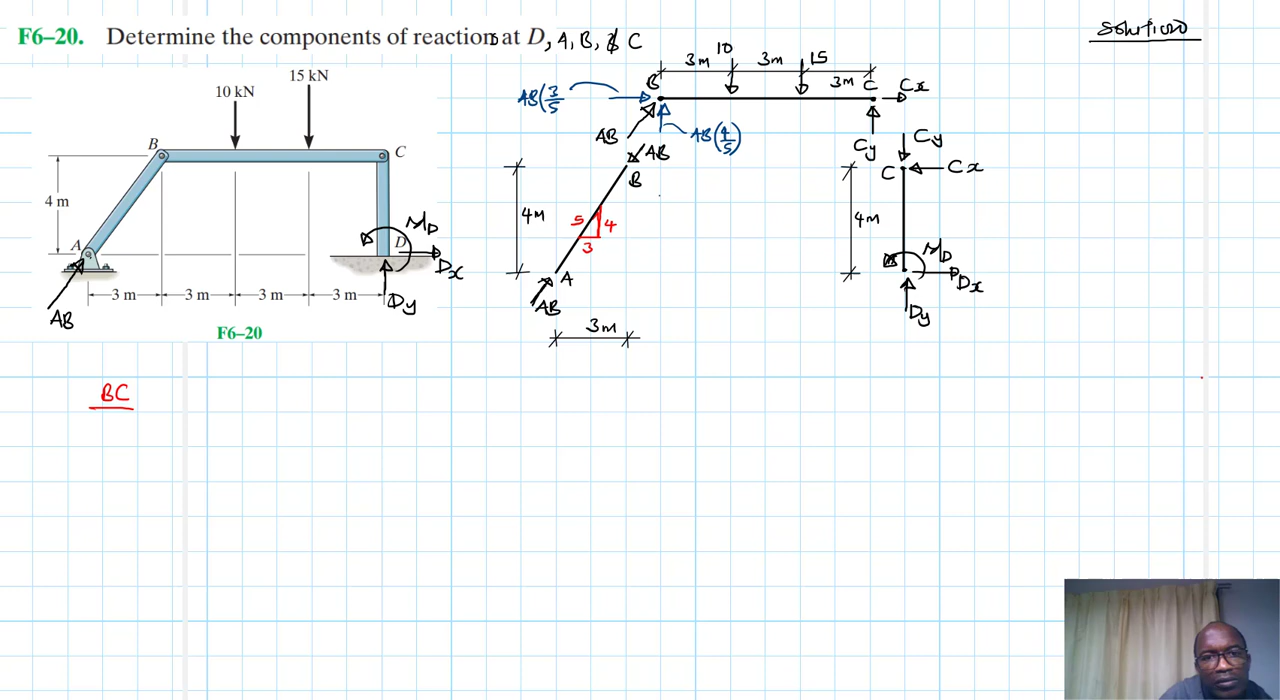 Solution
F6–20. Determine the components of reactions at D, A, B, & C
10 kN
15 kN
B
C
4 m
A
D
MD
Dx
Dy
AB
3 m
3 m
3 m
3 m
F6–20
3m
10
3m
15
3m
B
C
Cx
AB(3/5
AB
AB(4/5)
Cy
AB
B
4m
5
4
3
A
AB
3m
Cy
C
Cx
4m
MD
Dx
Dy
BC